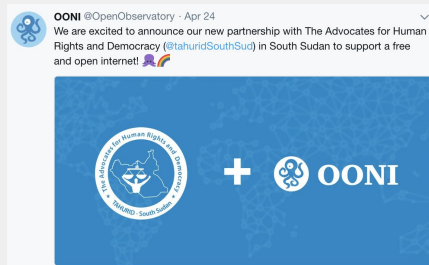 OONI @OpenObservatory · Apr 24
We are excited to announce our new partnership with The Advocates for Human
Rights and Democracy (@tahuridSouthSud) in South Sudan to support a free
and open internet!
The Advocates for Human Rights and Democracy
TAHURID - South Sudan
+
OONI